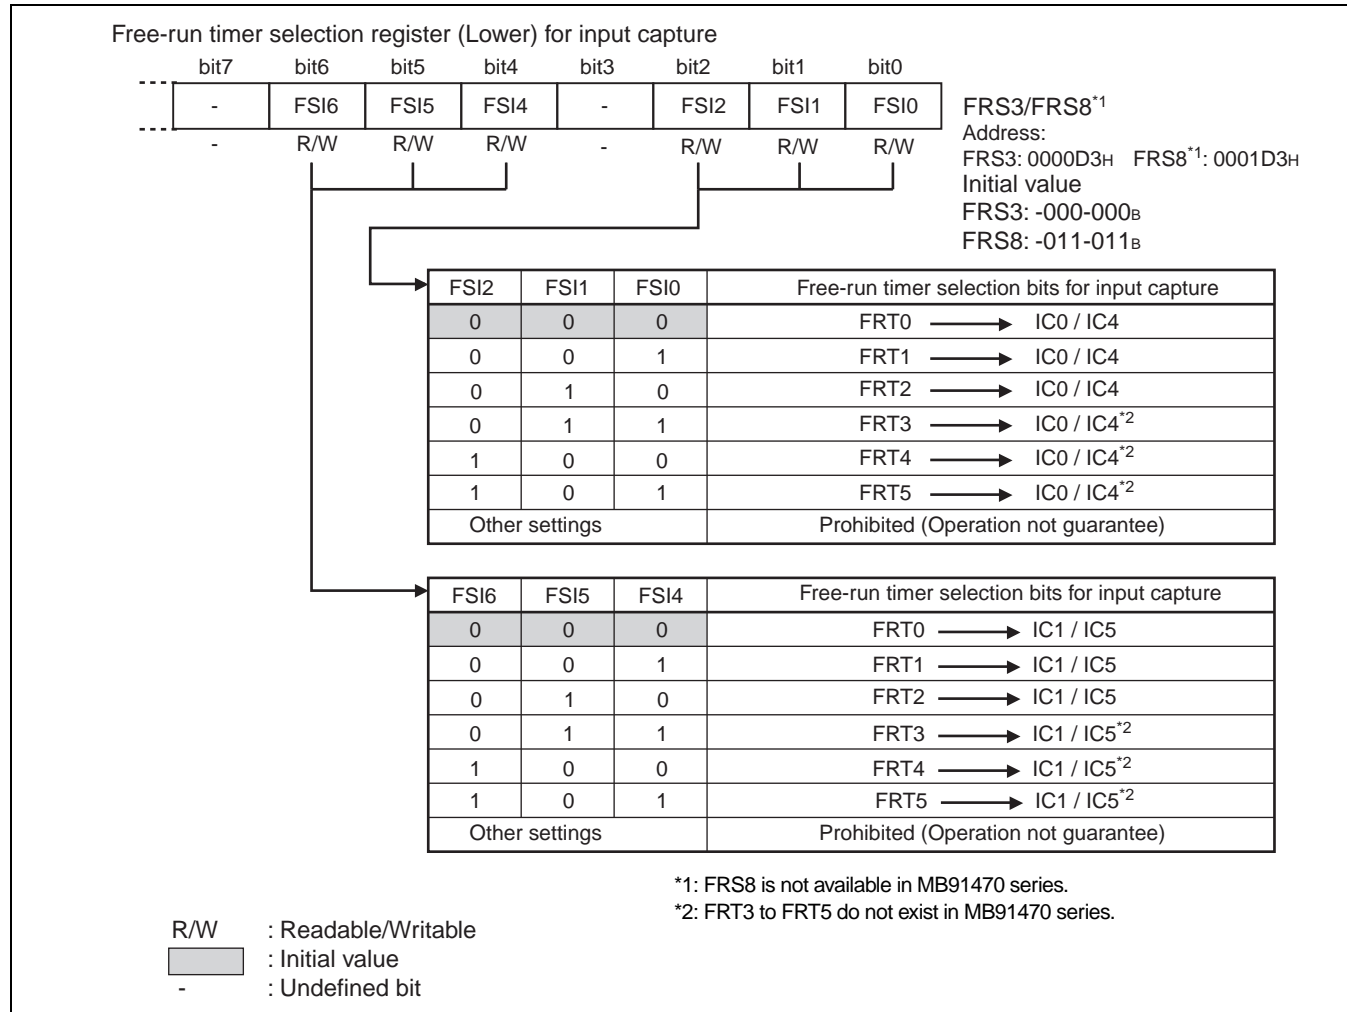 Free-run timer selection register (Lower) for input capture
bit7 bit6 bit5 bit4 bit3 bit2 bit1 bit0
- FSI6 FSI5 FSI4 - FSI2 FSI1 FSI0
- R/W R/W R/W - R/W R/W R/W
FRS3/FRS8*1
Address:
FRS3: 0000D3H FRS8*1: 0001D3H
Initial value
FRS3: -000-000B
FRS8: -011-011B
FSI2 FSI1 FSI0 Free-run timer selection bits for input capture
0 0 0 FRT0 IC0 / IC4
0 0 1 FRT1 IC0 / IC4
0 1 0 FRT2 IC0 / IC4
0 1 1 FRT3 IC0 / IC4*2
1 0 0 FRT4 IC0 / IC4*2
1 0 1 FRT5 IC0 / IC4*2
Other settings Prohibited (Operation not guarantee)
FSI6 FSI5 FSI4 Free-run timer selection bits for input capture
0 0 0 FRT0 IC1 / IC5
0 0 1 FRT1 IC1 / IC5
0 1 0 FRT2 IC1 / IC5
0 1 1 FRT3 IC1 / IC5*2
1 0 0 FRT4 IC1 / IC5*2
1 0 1 FRT5 IC1 / IC5*2
Other settings Prohibited (Operation not guarantee)
*1: FRS8 is not available in MB91470 series.
*2: FRT3 to FRT5 do not exist in MB91470 series.
R/W : Readable/Writable
: Initial value
- : Undefined bit